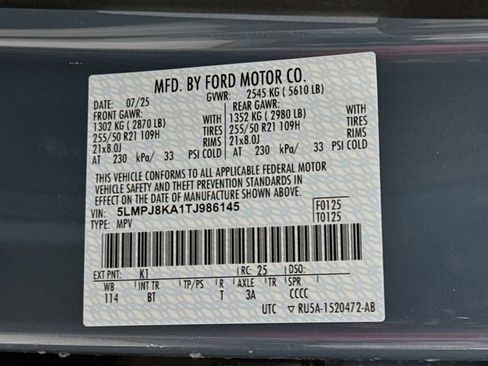 MFD. BY FORD MOTOR CO.
DATE: 07/25 GVWR: 2545 KG ( 5610 LB)
FRONT GAWR: REAR GAWR:
1302 KG ( 2870 LB) WITH 1352 KG ( 2980 LB) WITH
255/50 R21 109H TIRES 255/50 R21 109H TIRES
21x8.0J RIMS 21x8.0J RIMS
AT 230 kPa/ 33 PSI COLD AT 230 kPa/ 33 PSI COLD
THIS VEHICLE CONFORMS TO ALL APPLICABLE FEDERAL MOTOR
VEHICLE SAFETY AND THEFT PREVENTION STANDARDS IN
EFFECT ON THE DATE OF MANUFACTURE SHOWN ABOVE.
VIN: 5LMPJ8KA1TJ986145 F0125
TYPE: MPV T0125
EXT PNT: K1 RC: 25 DSO:
WB INT TR TP/PS R AXLE TR SPR
114 BT T 3A CCCC
UTC ▽ RU5A-1520472-AB